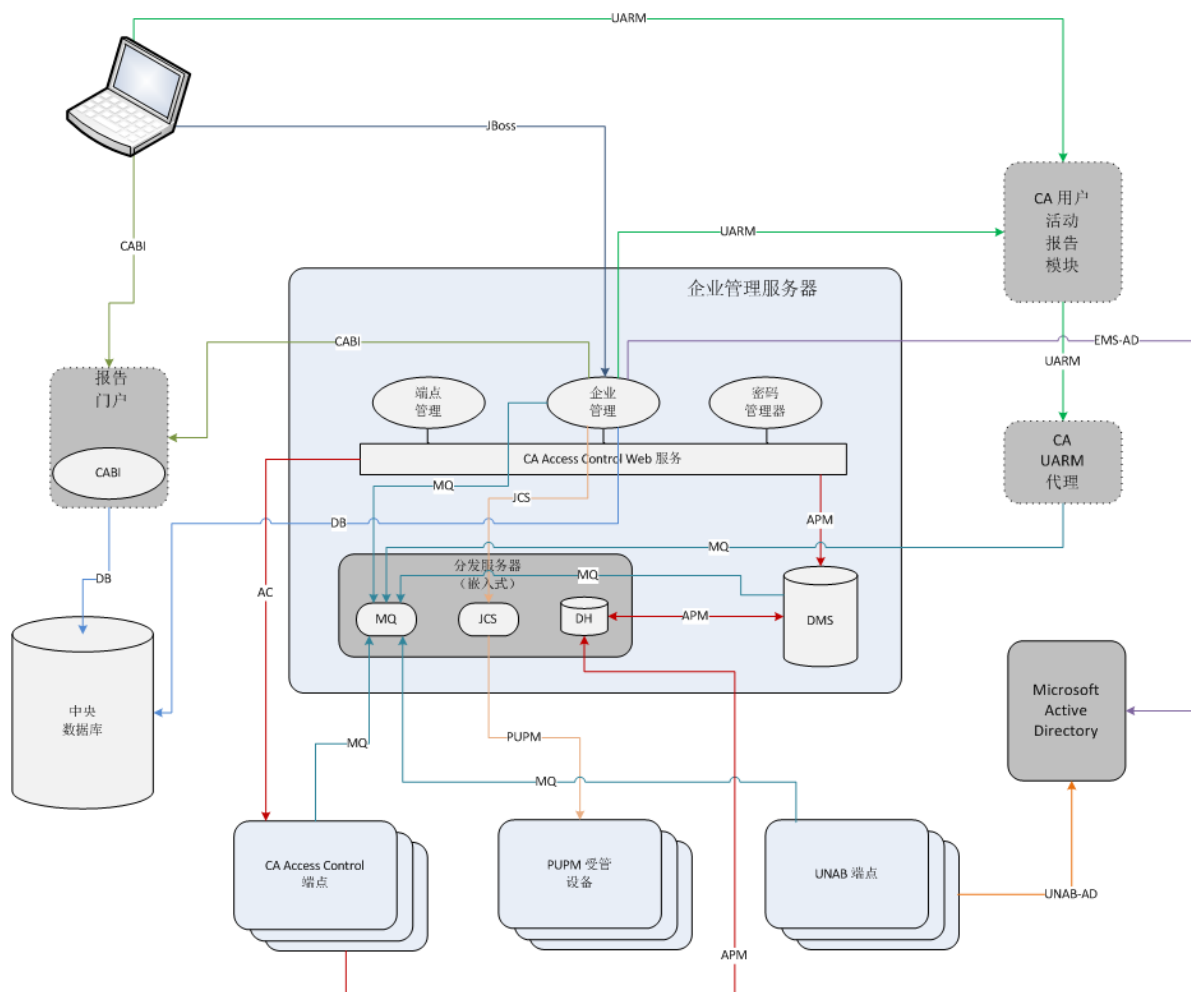 UARM
JBoss
CA 用户
活动
报告
模块
UARM
CABI
企业管理服务器
CABI
EMS-AD
UARM
报告
门户
端点
管理
企业
管理
密码
管理器
CA
UARM
代理
CABI
CA Access Control Web 服务
MQ
JCS
DB
APM
MQ
分发服务器
(嵌入式)
MQ
DB
AC
MQ
JCS
DH
APM
DMS
中央
数据库
Microsoft
Active
Directory
MQ
PUPM
MQ
CA Access Control
端点
PUPM 受管
设备
UNAB 端点
UNAB-AD
APM